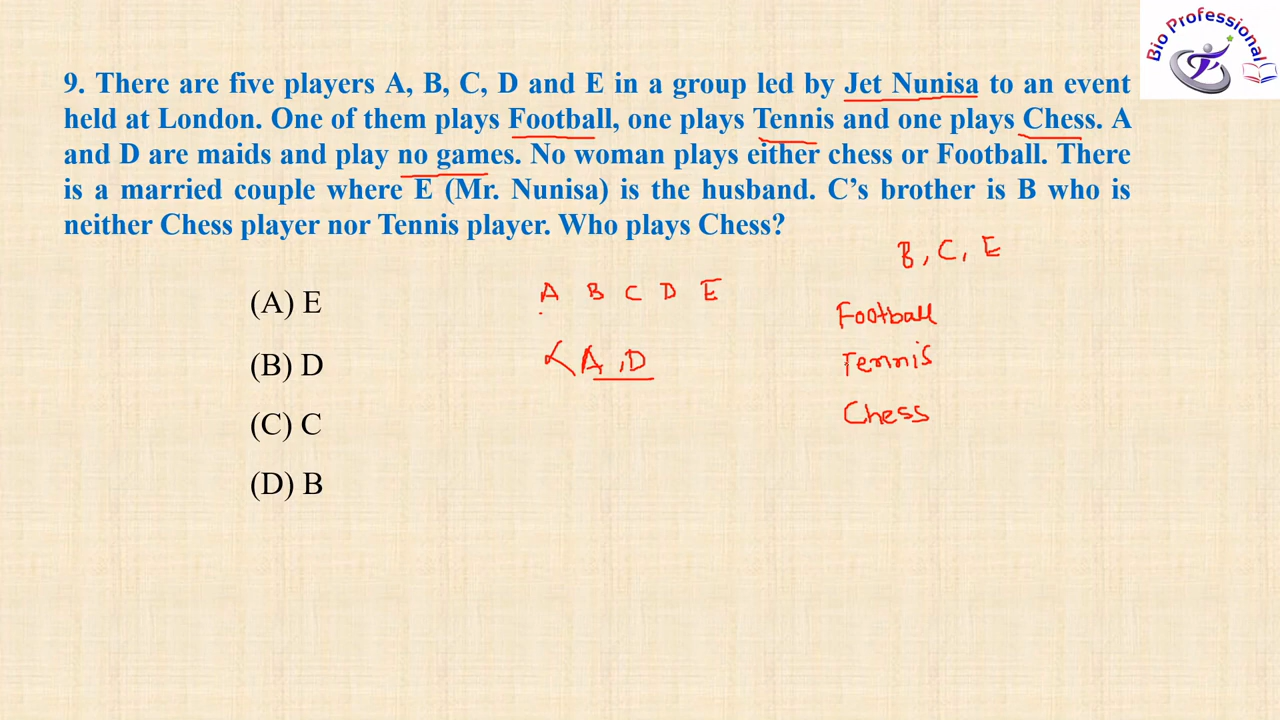 Bio Professional
9. There are five players A, B, C, D and E in a group led by Jet Nunisa to an event
held at London. One of them plays Football, one plays Tennis and one plays Chess. A
and D are maids and play no games. No woman plays either chess or Football. There
is a married couple where E (Mr. Nunisa) is the husband. C’s brother is B who is
neither Chess player nor Tennis player. Who plays Chess?
B, C, E
(A) E
A B C D E
Football
(B) D
A, D
Tennis
(C) C
Chess
(D) B